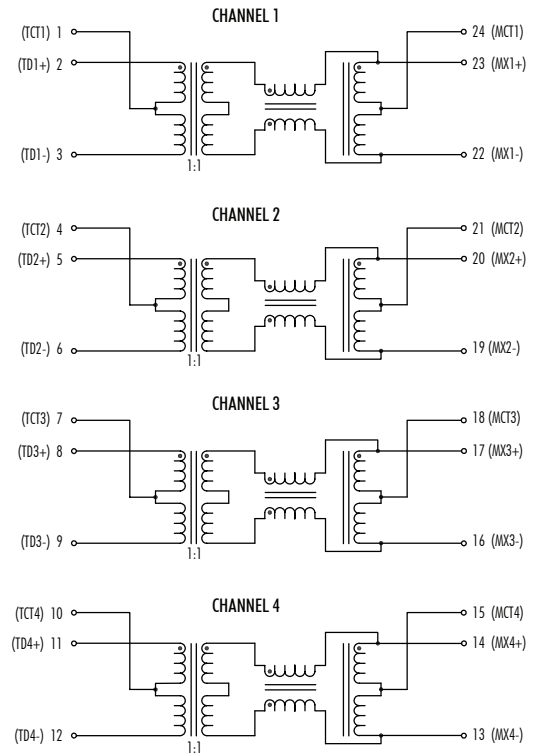 CHANNEL 1
(TCT1) 1
24 (MCT1)
(TD1+) 2
23 (MX1+)
(TD1-) 3
22 (MX1-)
1:1
CHANNEL 2
(TCT2) 4
21 (MCT2)
(TD2+) 5
20 (MX2+)
(TD2-) 6
19 (MX2-)
1:1
CHANNEL 3
(TCT3) 7
18 (MCT3)
(TD3+) 8
17 (MX3+)
(TD3-) 9
16 (MX3-)
1:1
CHANNEL 4
(TCT4) 10
15 (MCT4)
(TD4+) 11
14 (MX4+)
(TD4-) 12
13 (MX4-)
1:1